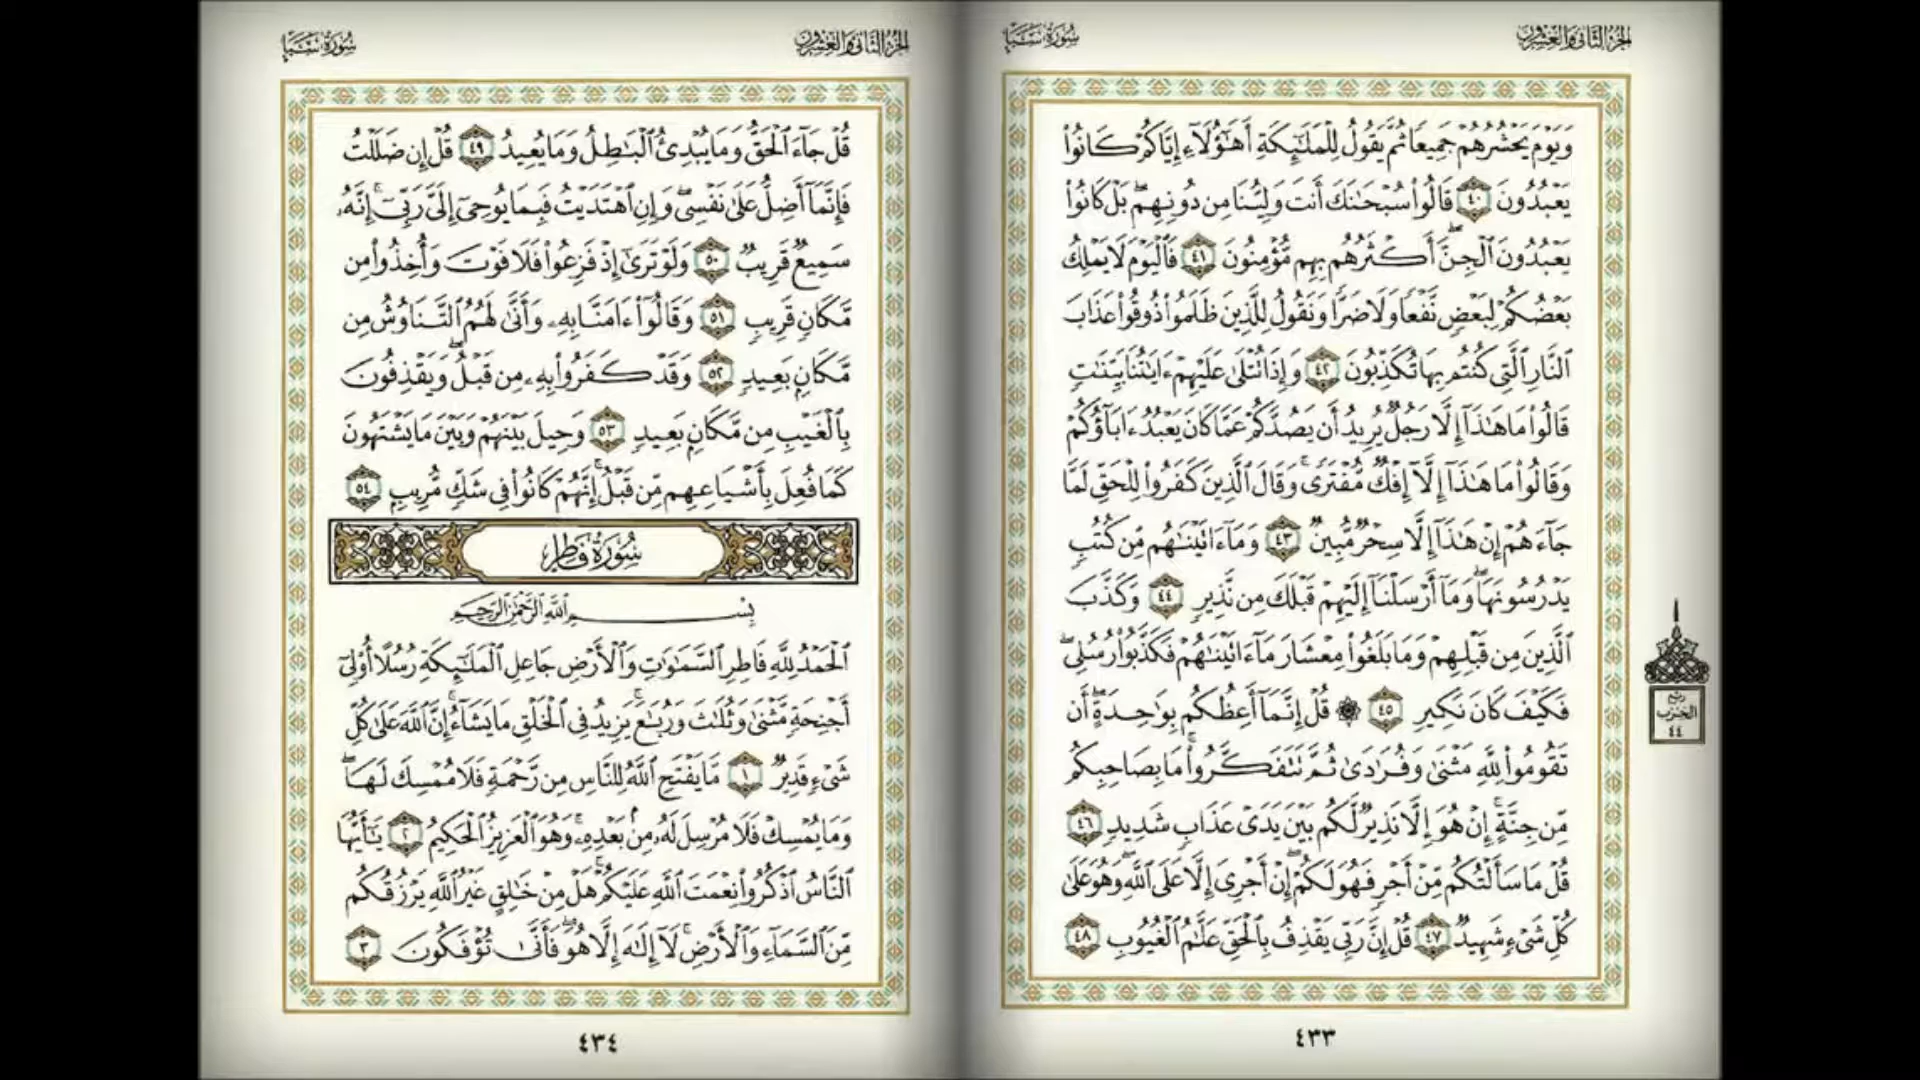 الجزء الثاني والعشرون
سورة سبإ
وَيَوْمَ يَحْشُرُهُمْ جَمِيعًا ثُمَّ يَقُولُ لِلْمَلَٰٓئِكَةِ أَهَٰٓؤُلَآءِ إِيَّاكُمْ كَانُوا۟
يَعْبُدُونَ ٤٠ قَالُوا۟ سُبْحَٰنَكَ أَنتَ وَلِيُّنَا مِن دُونِهِم ۖ بَلْ كَانُوا۟
يَعْبُدُونَ ٱلْجِنَّ ۖ أَكْثَرُهُم بِهِم مُّؤْمِنُونَ ٤١ فَٱلْيَوْمَ لَا يَمْلِكُ
بَعْضُكُمْ لِبَعْضٍ نَّفْعًا وَلَا ضَرًّا وَنَقُولُ لِلَّذِينَ ظَلَمُوا۟ ذُوقُوا۟ عَذَابَ
ٱلنَّارِ ٱلَّتِى كُنتُم بِهَا تُكَذِّبُونَ ٤٢ وَإِذَا تُتْلَىٰ عَلَيْهِمْ ءَايَٰتُنَا بَيِّنَٰتٍ
قَالُوا۟ مَا هَٰذَآ إِلَّا رَجُلٌ يُرِيدُ أَن يَصُدَّكُمْ عَمَّا كَانَ يَعْبُدُ ءَابَآؤُكُمْ
وَقَالُوا۟ مَا هَٰذَآ إِلَّآ إِفْكٌ مُّفْتَرًى ۚ وَقَالَ ٱلَّذِينَ كَفَرُوا۟ لِلْحَقِّ لَمَّا
جَآءَهُمْ إِنْ هَٰذَآ إِلَّا سِحْرٌ مُّبِينٌ ٤٣ وَمَآ ءَاتَيْنَٰهُم مِّن كُتُبٍ
يَدْرُسُونَهَا ۖ وَمَآ أَرْسَلْنَآ إِلَيْهِمْ قَبْلَكَ مِن نَّذِيرٍ ٤٤ وَكَذَّبَ
ٱلَّذِينَ مِن قَبْلِهِمْ وَمَا بَلَغُوا۟ مِعْشَارَ مَآ ءَاتَيْنَٰهُمْ فَكَذَّبُوا۟ رُسُلِى ۖ
فَكَيْفَ كَانَ نَكِيرِ ٤٥ ۞ قُلْ إِنَّمَآ أَعِظُكُم بِوَٰحِدَةٍ ۖ أَن
تَقُومُوا۟ لِلَّهِ مَثْنَىٰ وَفُرَٰدَىٰ ثُمَّ تَتَفَكَّرُوا۟ ۚ مَا بِصَاحِبِكُم
مِّن جِنَّةٍ ۚ إِنْ هُوَ إِلَّا نَذِيرٌ لَّكُم بَيْنَ يَدَىْ عَذَابٍ شَدِيدٍ ٤٦
قُلْ مَا سَأَلْتُكُم مِّنْ أَجْرٍ فَهُوَ لَكُمْ ۖ إِنْ أَجْرِىَ إِلَّا عَلَى ٱللَّهِ ۖ وَهُوَ عَلَىٰ
كُلِّ شَىْءٍ شَهِيدٌ ٤٧ قُلْ إِنَّ رَبِّى يَقْذِفُ بِٱلْحَقِّ عَلَّٰمُ ٱلْغُيُوبِ ٤٨
ربع
الحزب
٤٤
٤٣٣
الجزء الثاني والعشرون
سورة سبإ
قُلْ جَآءَ ٱلْحَقُّ وَمَا يُبْدِئُ ٱلْبَٰطِلُ وَمَا يُعِيدُ ٤٩ قُلْ إِن ضَلَلْتُ
فَإِنَّمَآ أَضِلُّ عَلَىٰ نَفْسِى ۖ وَإِنِ ٱهْتَدَيْتُ فَبِمَا يُوحِىٓ إِلَىَّ رَبِّىٓ ۚ إِنَّهُۥ
سَمِيعٌ قَرِيبٌ ٥٠ وَلَوْ تَرَىٰٓ إِذْ فَزِعُوا۟ فَلَا فَوْتَ وَأُخِذُوا۟ مِن
مَّكَانٍ قَرِيبٍ ٥١ وَقَالُوٓا۟ ءَامَنَّا بِهِۦ وَأَنَّىٰ لَهُمُ ٱلتَّنَاوُشُ مِن
مَّكَانٍۭ بَعِيدٍ ٥٢ وَقَدْ كَفَرُوا۟ بِهِۦ مِن قَبْلُ ۖ وَيَقْذِفُونَ
بِٱلْغَيْبِ مِن مَّكَانٍۭ بَعِيدٍ ٥٣ وَحِيلَ بَيْنَهُمْ وَبَيْنَ مَا يَشْتَهُونَ
كَمَا فُعِلَ بِأَشْيَاعِهِم مِّن قَبْلُ ۚ إِنَّهُمْ كَانُوا۟ فِى شَكٍّ مُّرِيبٍۭ ٥٤
سورة فاطر
بِسْمِ ٱللَّهِ ٱلرَّحْمَٰنِ ٱلرَّحِيمِ
ٱلْحَمْدُ لِلَّهِ فَاطِرِ ٱلسَّمَٰوَٰتِ وَٱلْأَرْضِ جَاعِلِ ٱلْمَلَٰٓئِكَةِ رُسُلًا أُو۟لِىٓ
أَجْنِحَةٍ مَّثْنَىٰ وَثُلَٰثَ وَرُبَٰعَ ۚ يَزِيدُ فِى ٱلْخَلْقِ مَا يَشَآءُ ۚ إِنَّ ٱللَّهَ عَلَىٰ كُلِّ
شَىْءٍ قَدِيرٌ ١ مَّا يَفْتَحِ ٱللَّهُ لِلنَّاسِ مِن رَّحْمَةٍ فَلَا مُمْسِكَ لَهَا ۖ
وَمَا يُمْسِكْ فَلَا مُرْسِلَ لَهُۥ مِنۢ بَعْدِهِۦ ۚ وَهُوَ ٱلْعَزِيزُ ٱلْحَكِيمُ ٢ يَٰٓأَيُّهَا
ٱلنَّاسُ ٱذْكُرُوا۟ نِعْمَتَ ٱللَّهِ عَلَيْكُمْ ۚ هَلْ مِنْ خَٰلِقٍ غَيْرُ ٱللَّهِ يَرْزُقُكُم
مِّنَ ٱلسَّمَآءِ وَٱلْأَرْضِ ۚ لَآ إِلَٰهَ إِلَّا هُوَ ۖ فَأَنَّىٰ تُؤْفَكُونَ ٣
٤٣٤